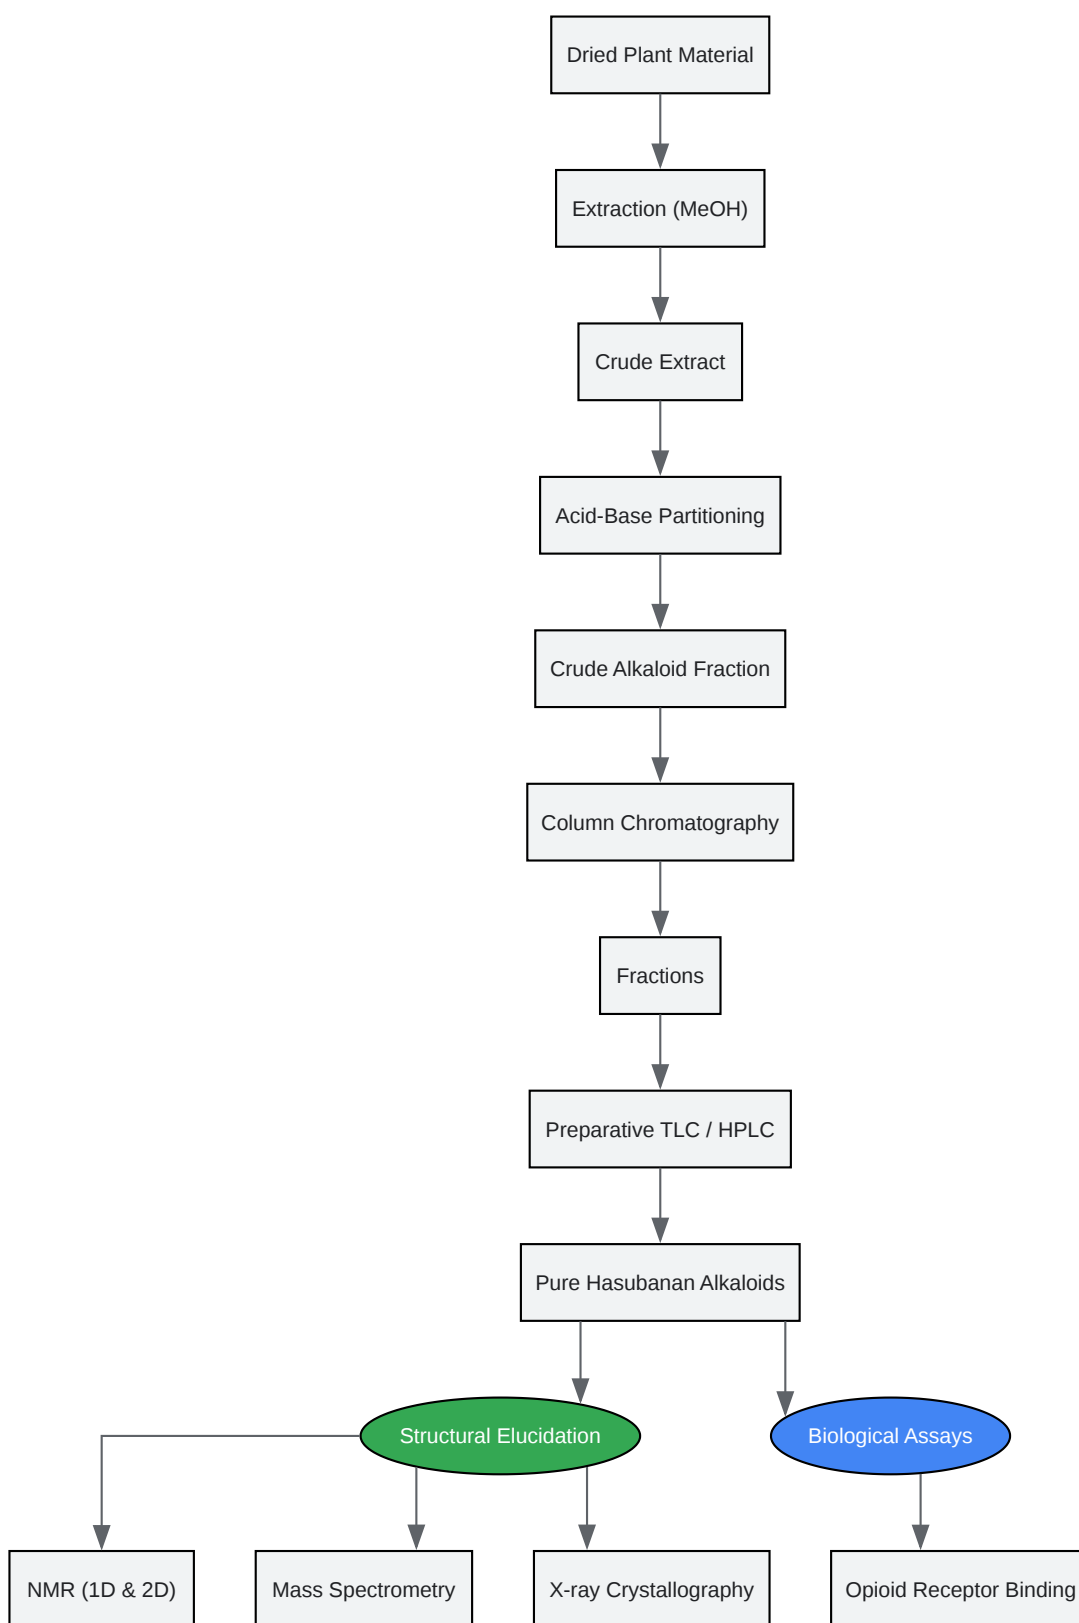 Dried Plant Material
Extraction (MeOH)
Crude Extract
Acid-Base Partitioning
Crude Alkaloid Fraction
Column Chromatography
Fractions
Preparative TLC / HPLC
Pure Hasubanan Alkaloids
Structural Elucidation
Biological Assays
NMR (1D & 2D)
Mass Spectrometry
X-ray Crystallography
Opioid Receptor Binding